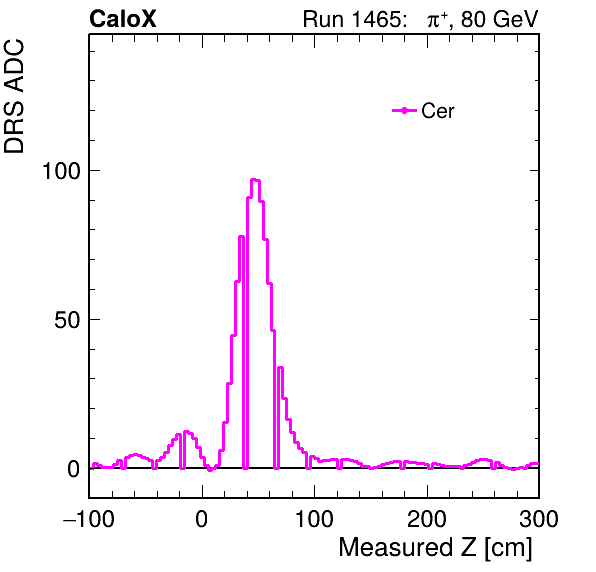 CaloX Run 1465: π⁺, 80 GeV
DRS ADC
Cer
100
50
0
−100 0 100 200 300
Measured Z [cm]